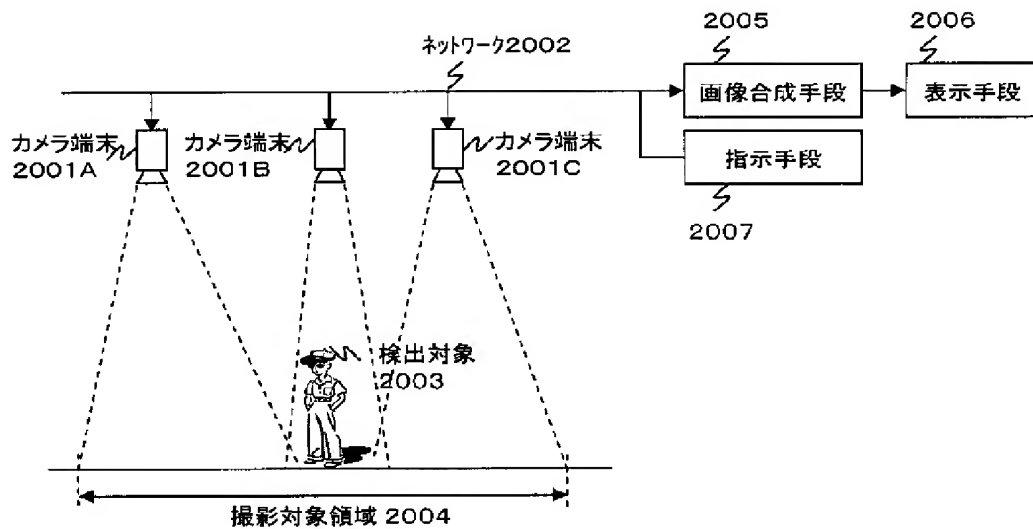 2005
2006
ネットワーク2002
画像合成手段
表示手段
カメラ端末
2001A
カメラ端末
2001B
カメラ端末
2001C
指示手段
2007
検出対象
2003
撮影対象領域 2004